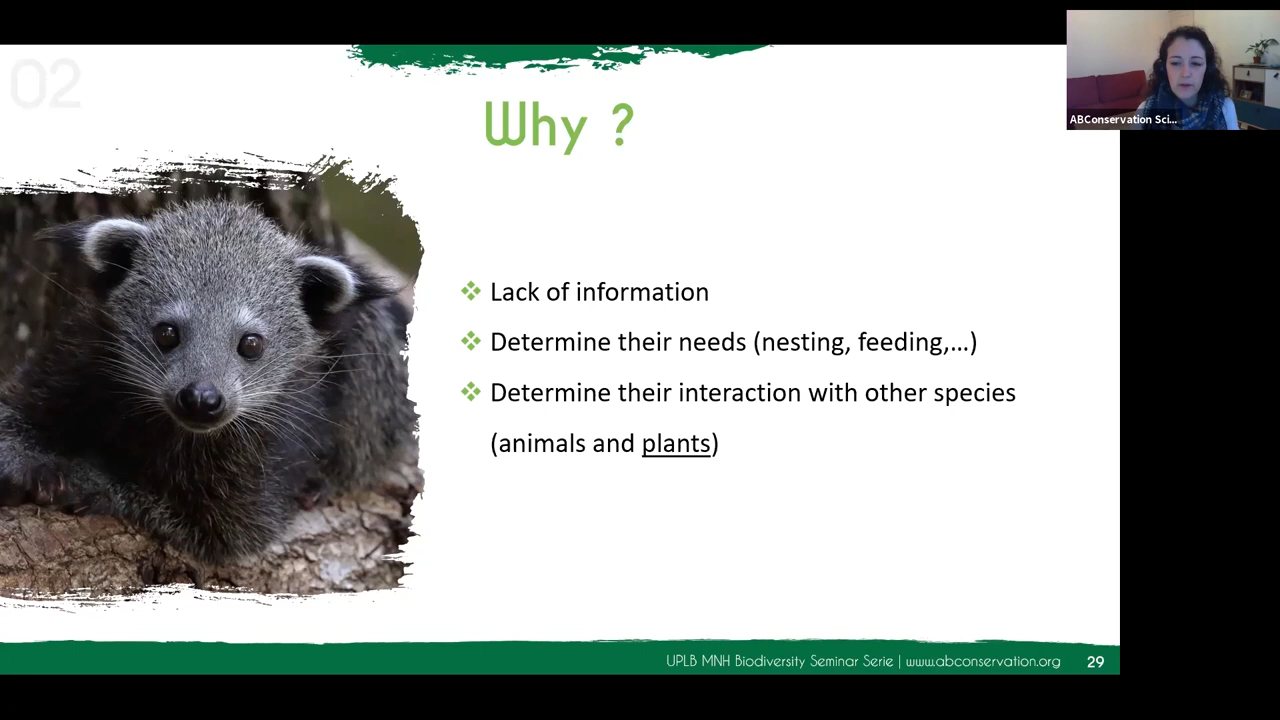 02
Why ?
ABConservation Sci...
❖ Lack of information
❖ Determine their needs (nesting, feeding,...)
❖ Determine their interaction with other species
(animals and plants)
UPLB MNH Biodiversity Seminar Serie | www.abconservation.org 29